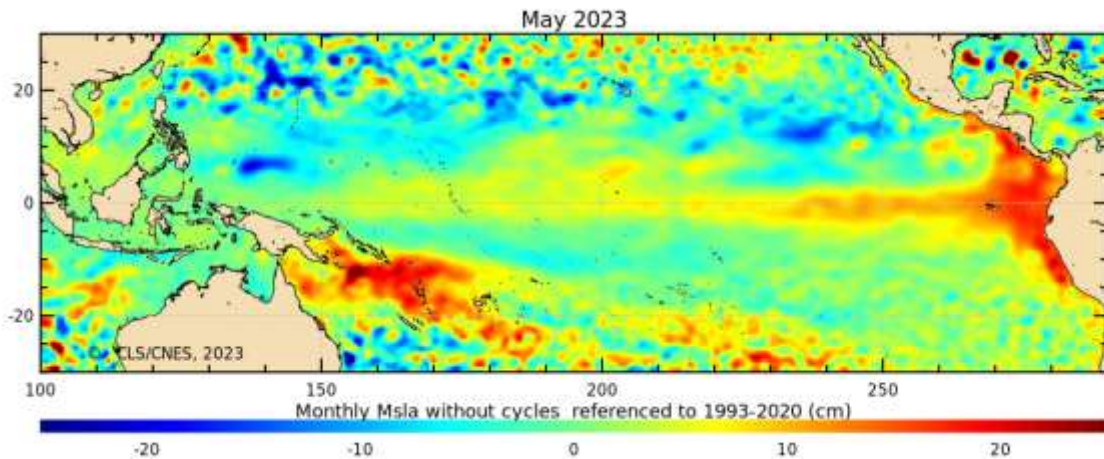 May 2023
20
0
-20
© CLS/CNES, 2023
100 150 200 250
Monthly Msla without cycles referenced to 1993-2020 (cm)
-20 -10 0 10 20